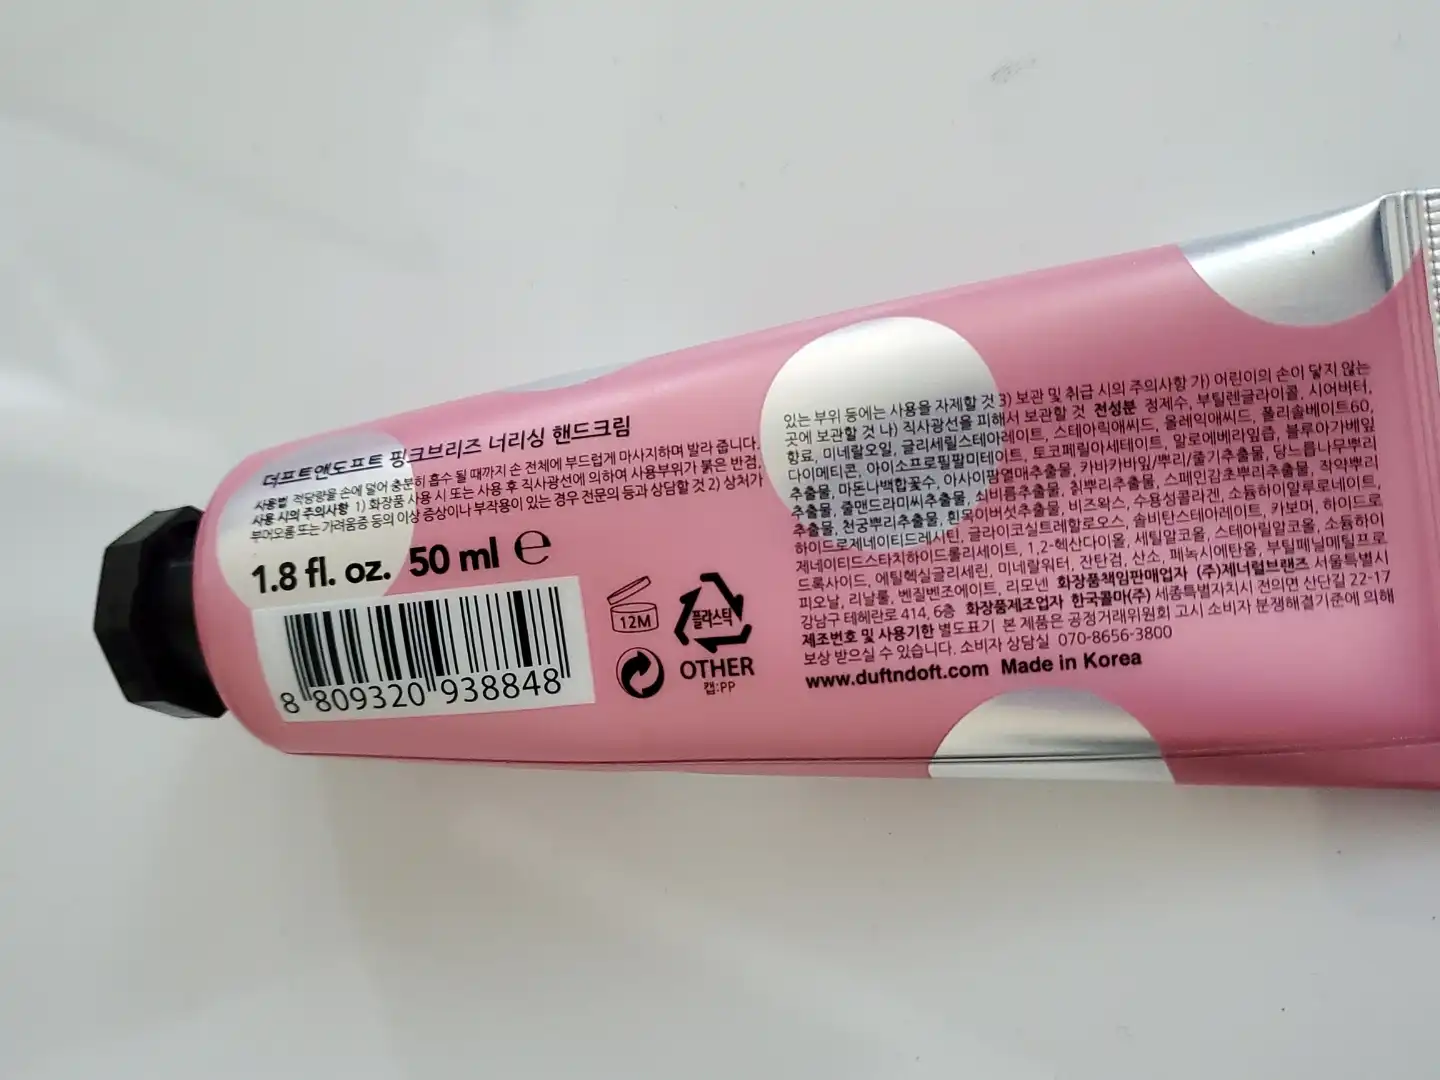 더프트앤도프트 핑크브리즈 너리싱 핸드크림
사용법 적당량을 손에 덜어 충분히 흡수 될 때까지 손 전체에 부드럽게 마사지하며 발라 줍니다.
사용 시의 주의사항 1) 화장품 사용 시 또는 사용 후 직사광선에 의하여 사용부위가 붉은 반점,
부어오름 또는 가려움증 등의 이상 증상이나 부작용이 있는 경우 전문의 등과 상담할 것 2) 상처가
1.8 fl. oz. 50 ml ℮
8 809320 938848
12M
플라스틱
OTHER
캡:PP
있는 부위 등에는 사용을 자제할 것 3) 보관 및 취급 시의 주의사항 가) 어린이의 손이 닿지 않는
곳에 보관할 것 나) 직사광선을 피해서 보관할 것 전성분 정제수, 부틸렌글라이콜, 시어버터,
향료, 미네랄오일, 글리세릴스테아레이트, 스테아릭애씨드, 올레익애씨드, 폴리솔베이트60,
다이메티콘, 아이소프로필팔미테이트, 토코페릴아세테이트, 알로에베라잎즙, 블루아가베잎
추출물, 마돈나백합꽃수, 아사이팜열매추출물, 카바카바잎/뿌리/줄기추출물, 당느릅나무뿌리
추출물, 줄맨드라미씨추출물, 쇠비름추출물, 칡뿌리추출물, 스페인감초뿌리추출물, 작약뿌리
추출물, 천궁뿌리추출물, 흰목이버섯추출물, 비즈왁스, 수용성콜라겐, 소듐하이알루로네이트,
하이드로제네이티드레시틴, 글라이코실트레할로오스, 솔비탄스테아레이트, 카보머, 하이드로
제네이티드스타치하이드롤리세이트, 1,2-헥산다이올, 세틸알코올, 스테아릴알코올, 소듐하이
드록사이드, 에틸헥실글리세린, 미네랄워터, 잔탄검, 산소, 페녹시에탄올, 부틸페닐메틸프로
피오날, 리날룰, 벤질벤조에이트, 리모넨 화장품책임판매업자 (주)제너럴브랜즈 서울특별시
강남구 테헤란로 414, 6층 화장품제조업자 한국콜마(주) 세종특별자치시 전의면 산단길 22-17
제조번호 및 사용기한 별도표기 본 제품은 공정거래위원회 고시 소비자 분쟁해결기준에 의해
보상 받으실 수 있습니다. 소비자 상담실 070-8656-3800
www.duftndoft.com Made in Korea